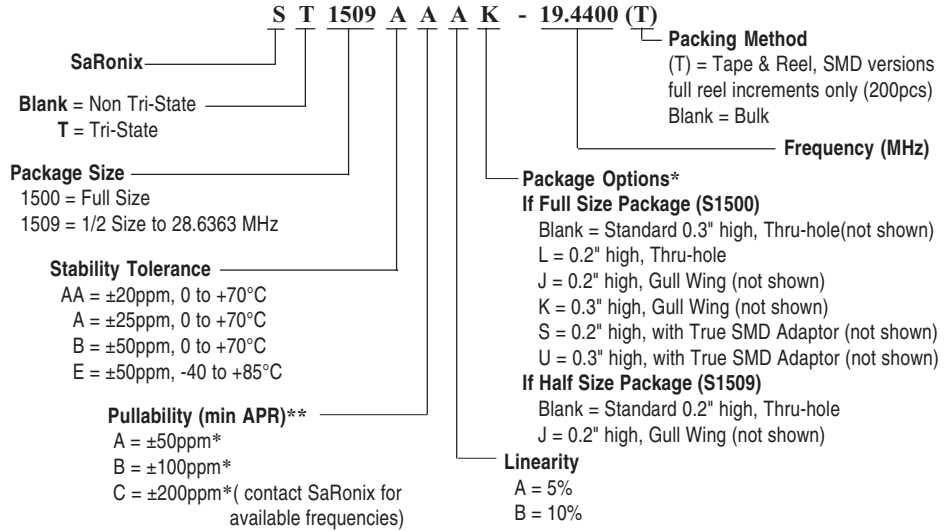 S T 1509 A A A K - 19.4400 (T)
Packing Method
(T) = Tape & Reel, SMD versions
full reel increments only (200pcs)
Blank = Bulk
SaRonix
Blank = Non Tri-State
T = Tri-State
Frequency (MHz)
Package Size
1500 = Full Size
1509 = 1/2 Size to 28.6363 MHz
Package Options*
If Full Size Package (S1500)
Blank = Standard 0.3" high, Thru-hole(not shown)
L = 0.2" high, Thru-hole
J = 0.2" high, Gull Wing (not shown)
K = 0.3" high, Gull Wing (not shown)
S = 0.2" high, with True SMD Adaptor (not shown)
U = 0.3" high, with True SMD Adaptor (not shown)
If Half Size Package (S1509)
Blank = Standard 0.2" high, Thru-hole
J = 0.2" high, Gull Wing (not shown)
Stability Tolerance
AA = ±20ppm, 0 to +70°C
A = ±25ppm, 0 to +70°C
B = ±50ppm, 0 to +70°C
E = ±50ppm, -40 to +85°C
Pullability (min APR)**
A = ±50ppm*
B = ±100ppm*
C = ±200ppm*( contact SaRonix for
available frequencies)
Linearity
A = 5%
B = 10%